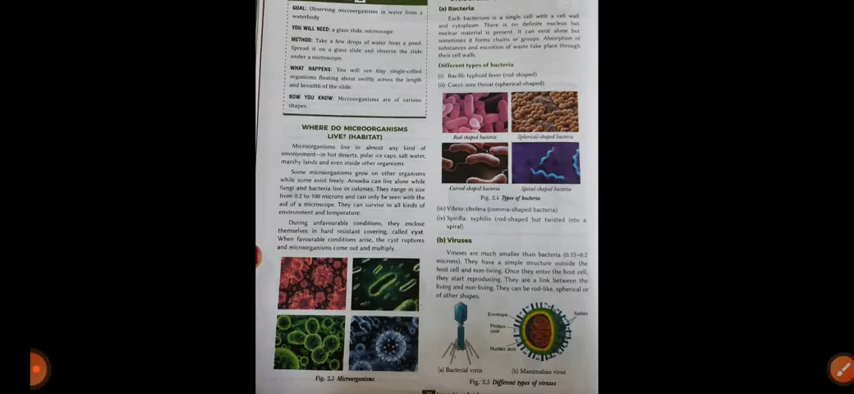 GOAL: Observing microorganisms in water from a
waterbody
YOU WILL NEED: a glass slide, microscope
METHOD: Take a few drops of water from a pond.
Spread it on a glass slide and observe the slide
under a microscope.
WHAT HAPPENS: You will see tiny single-celled
organisms floating about swiftly across the length
and breadth of the slide.
NOW YOU KNOW: Microorganisms are of various
shapes.
WHERE DO MICROORGANISMS
LIVE? (HABITAT)
Microorganisms live in almost any kind of
environment—in hot deserts, polar ice caps, salt water,
marshy lands and even inside other organisms.
Some microorganisms grow on other organisms
while some exist freely. Amoeba can live alone while
fungi and bacteria live in colonies. They range in size
from 0.2 to 100 microns and can only be seen with the
aid of a microscope. They can survive in all kinds of
environment and temperature.
During unfavourable conditions, they enclose
themselves in hard resistant covering, called cyst.
When favourable conditions arise, the cyst ruptures
and microorganisms come out and multiply.
Fig. 2.3 Microorganisms
(a) Bacteria
Each bacterium is a single cell with a cell wall
and cytoplasm. There is no definite nucleus but
nuclear material is present. It can exist alone but
sometimes it forms chains or groups. Absorption of
substances and excretion of waste take place through
their cell walls.
Different types of bacteria
(i) Bacilli: typhoid fever (rod-shaped)
(ii) Cocci: sore throat (spherical-shaped)
Rod shaped bacteria
Spherical-shaped bacteria
Curved shaped bacteria
Spiral-shaped bacteria
Fig. 2.4 Types of bacteria
(iii) Vibrio: cholera (comma-shaped bacteria)
(iv) Spirilla: syphilis (rod-shaped but twisted into a
spiral)
(b) Viruses
Viruses are much smaller than bacteria (0.15–0.2
microns). They have a simple structure outside the
host cell and non-living. Once they enter the host cell,
they start reproducing. They are a link between the
living and non-living. They can be rod-like, spherical or
of other shapes.
Envelope
Spikes
Protein
coat
Nucleic acid
(a) Bacterial virus
(b) Mammalian virus
Fig. 2.5 Different types of viruses